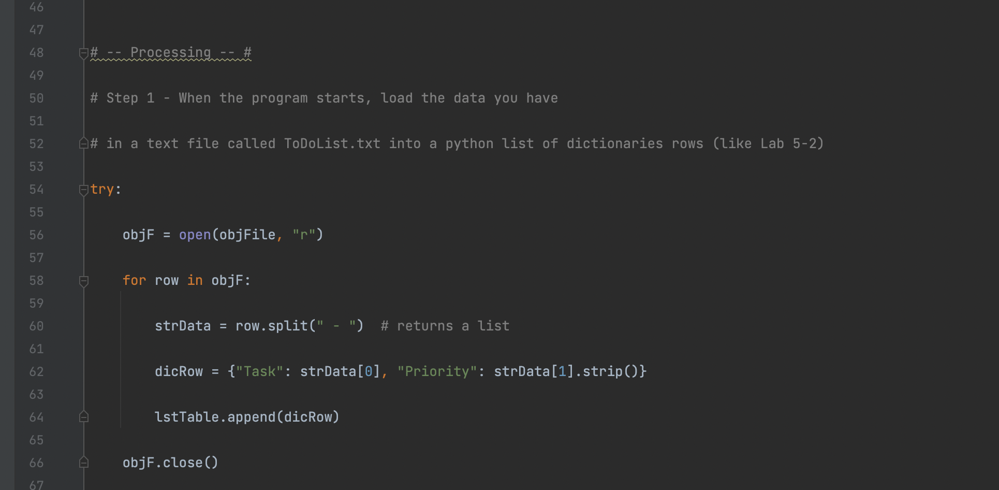 46
47
48 # -- Processing -- #
49
50 # Step 1 - When the program starts, load the data you have
51
52 # in a text file called ToDoList.txt into a python list of dictionaries rows (like Lab 5-2)
53
54 try:
55
56     objF = open(objFile, "r")
57
58     for row in objF:
59
60         strData = row.split(" - ")  # returns a list
61
62         dicRow = {"Task": strData[0], "Priority": strData[1].strip()}
63
64         lstTable.append(dicRow)
65
66     objF.close()
67